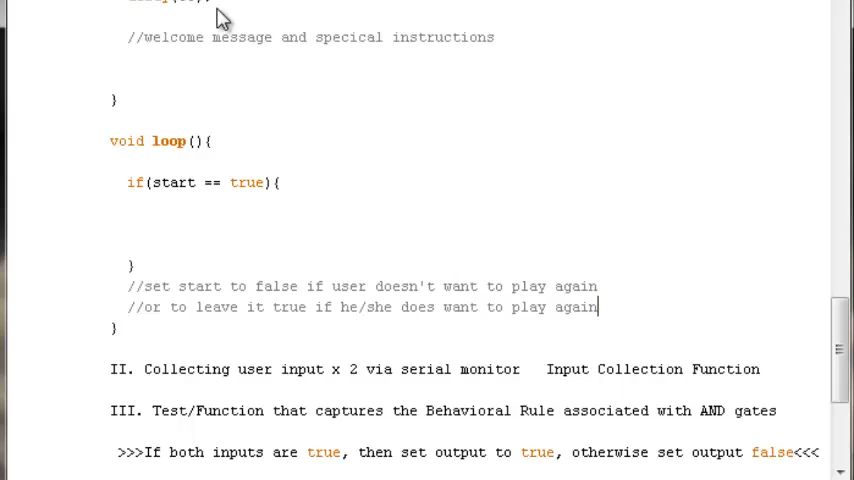 //welcome message and specical instructions
}
void loop(){
if(start == true){
}
//set start to false if user doesn't want to play again
//or to leave it true if he/she does want to play again
}
II. Collecting user input x 2 via serial monitor   Input Collection Function
III. Test/Function that captures the Behavioral Rule associated with AND gates
>>>If both inputs are true, then set output to true, otherwise set output false<<<